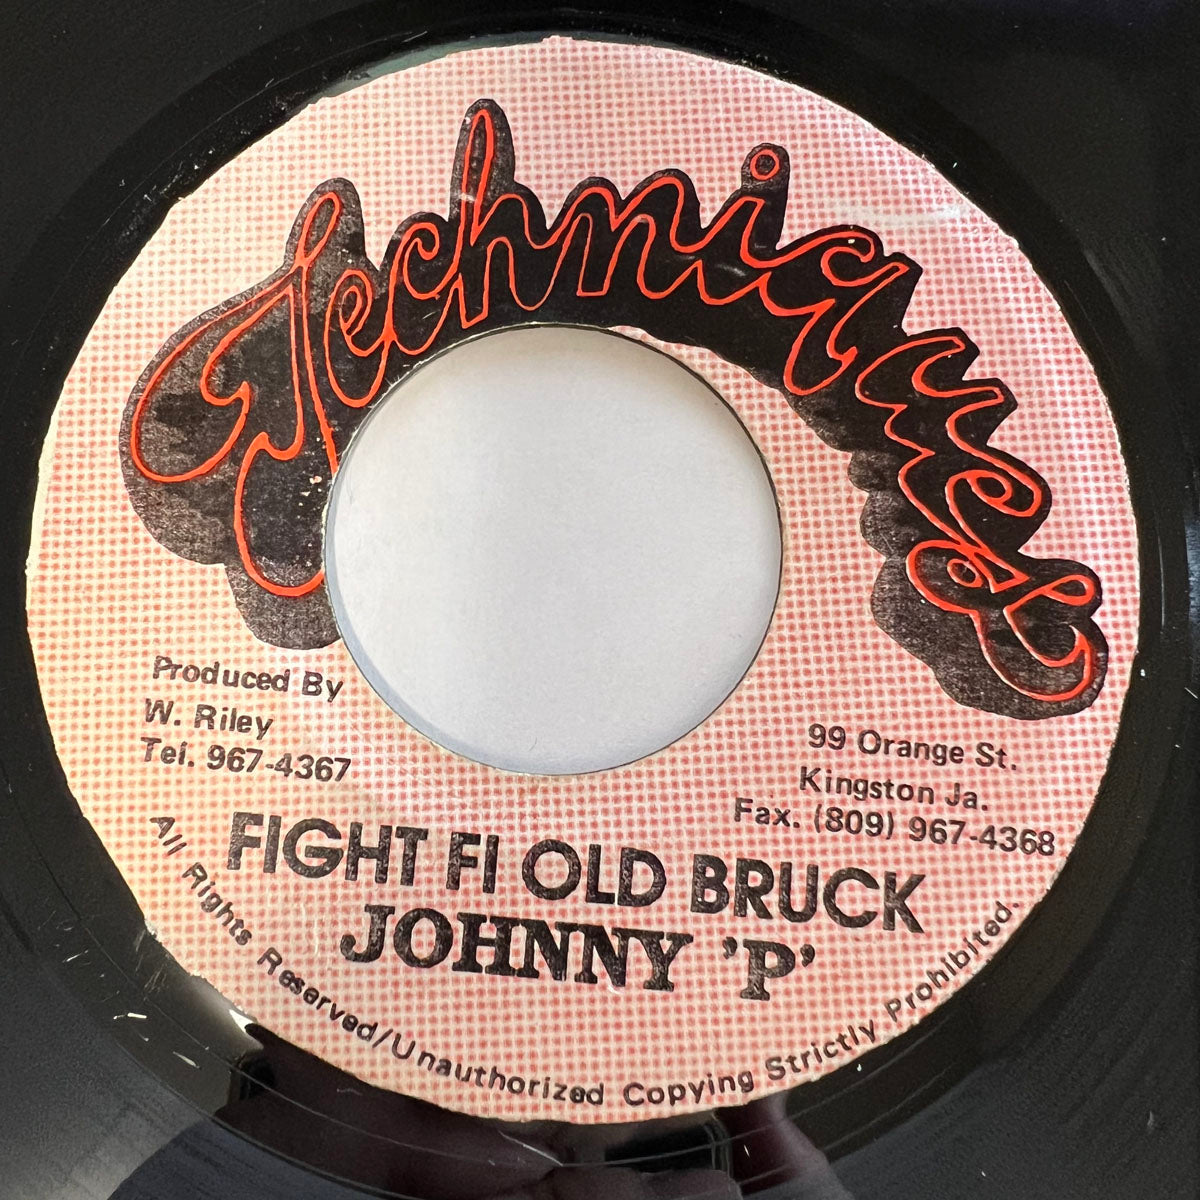 Techniques
Produced By
W. Riley
Tel. 967-4367
99 Orange St.
Kingston Ja.
Fax. (809) 967-4368
FIGHT FI OLD BRUCK
JOHNNY 'P'
All Rights Reserved/Unauthorized Copying Strictly Prohibited.